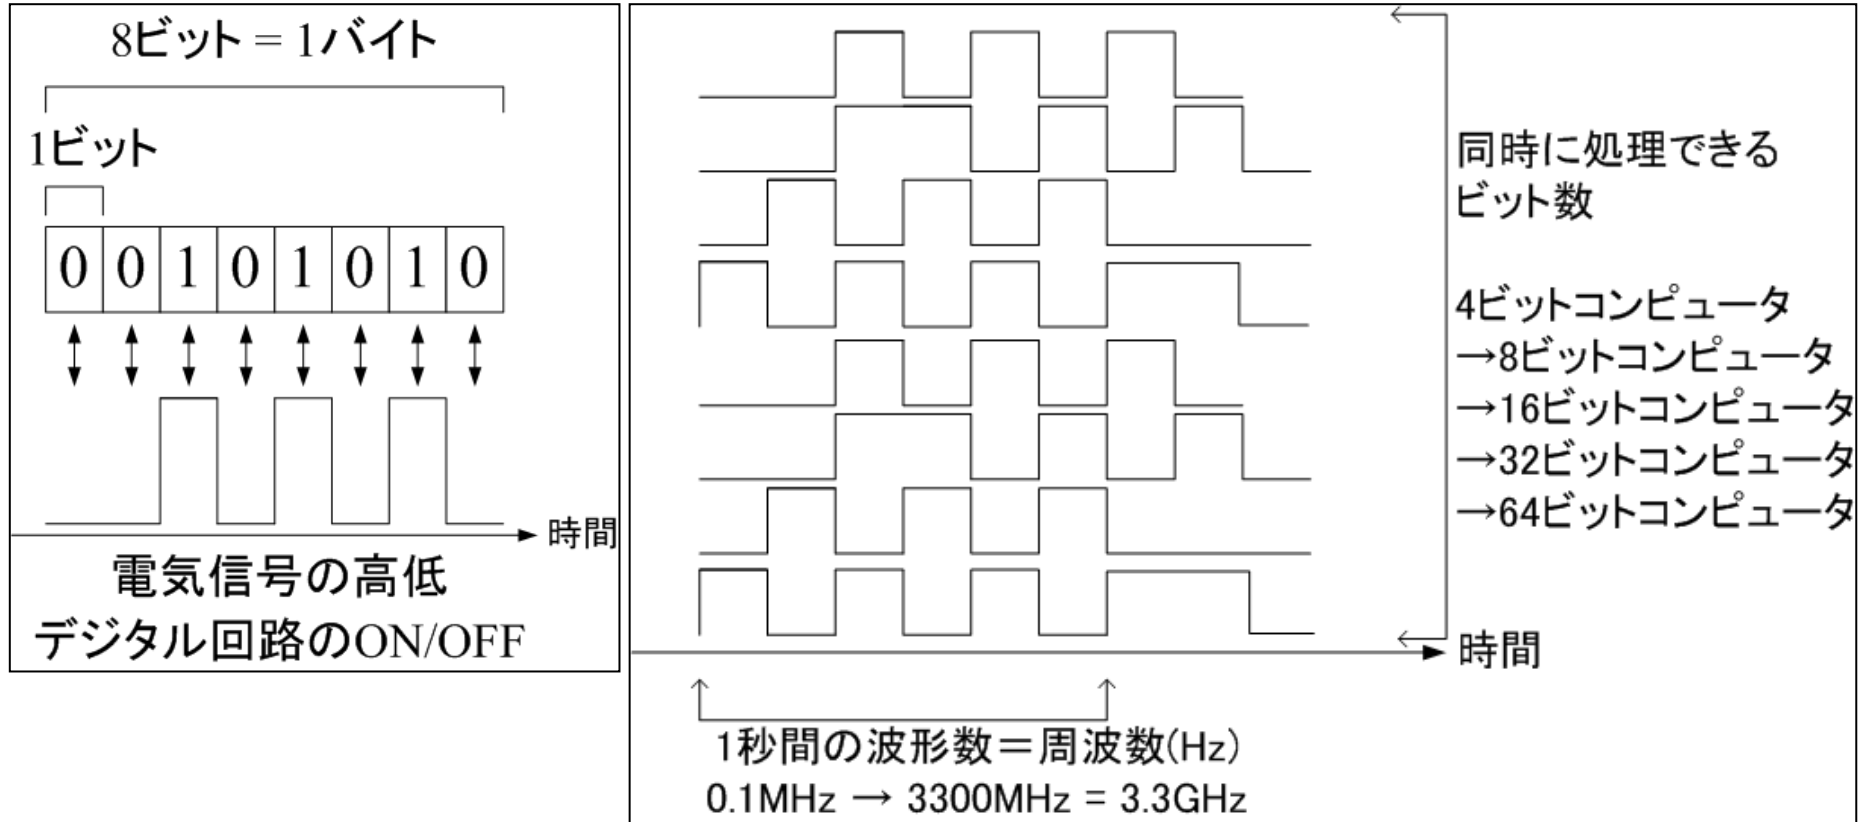 8ビット = 1バイト
1ビット
0 0 1 0 1 0 1 0
時間
電気信号の高低
デジタル回路のON/OFF
同時に処理できる
ビット数
4ビットコンピュータ
→8ビットコンピュータ
→16ビットコンピュータ
→32ビットコンピュータ
→64ビットコンピュータ
時間
1秒間の波形数＝周波数(Hz)
0.1MHz → 3300MHz = 3.3GHz